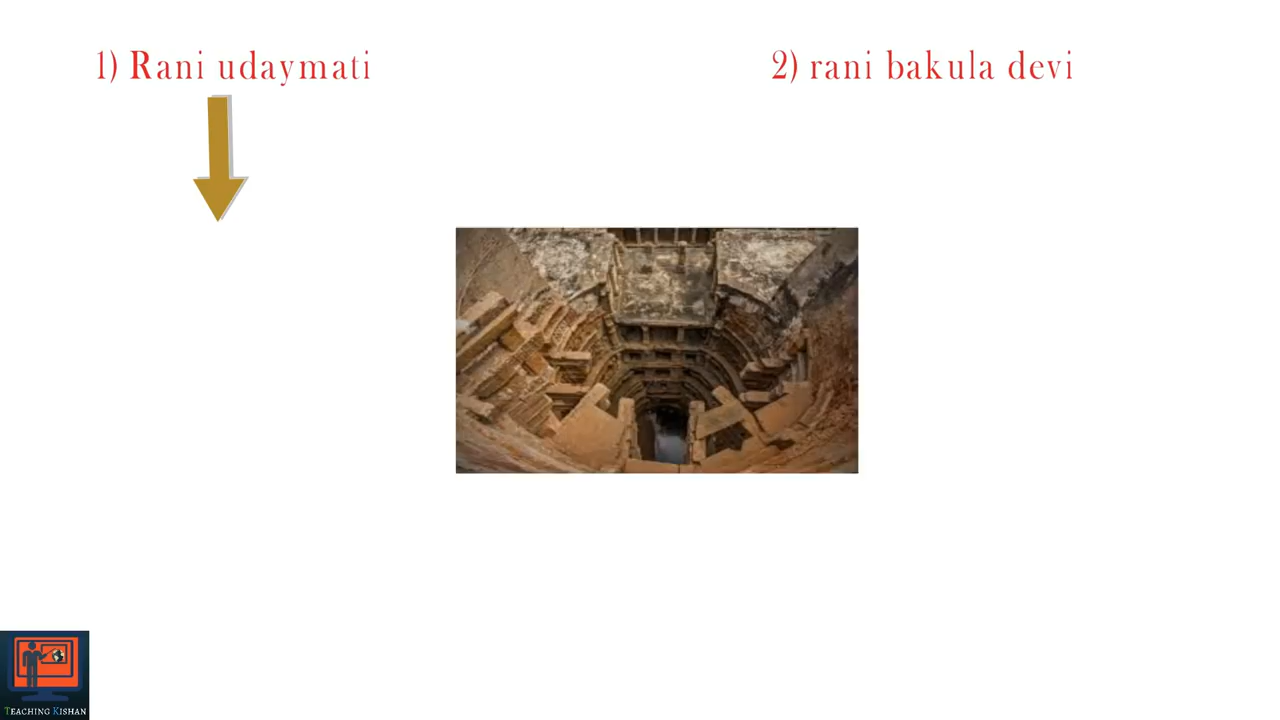 1) Rani udaymati
2) rani bakula devi
TEACHING KISHAN